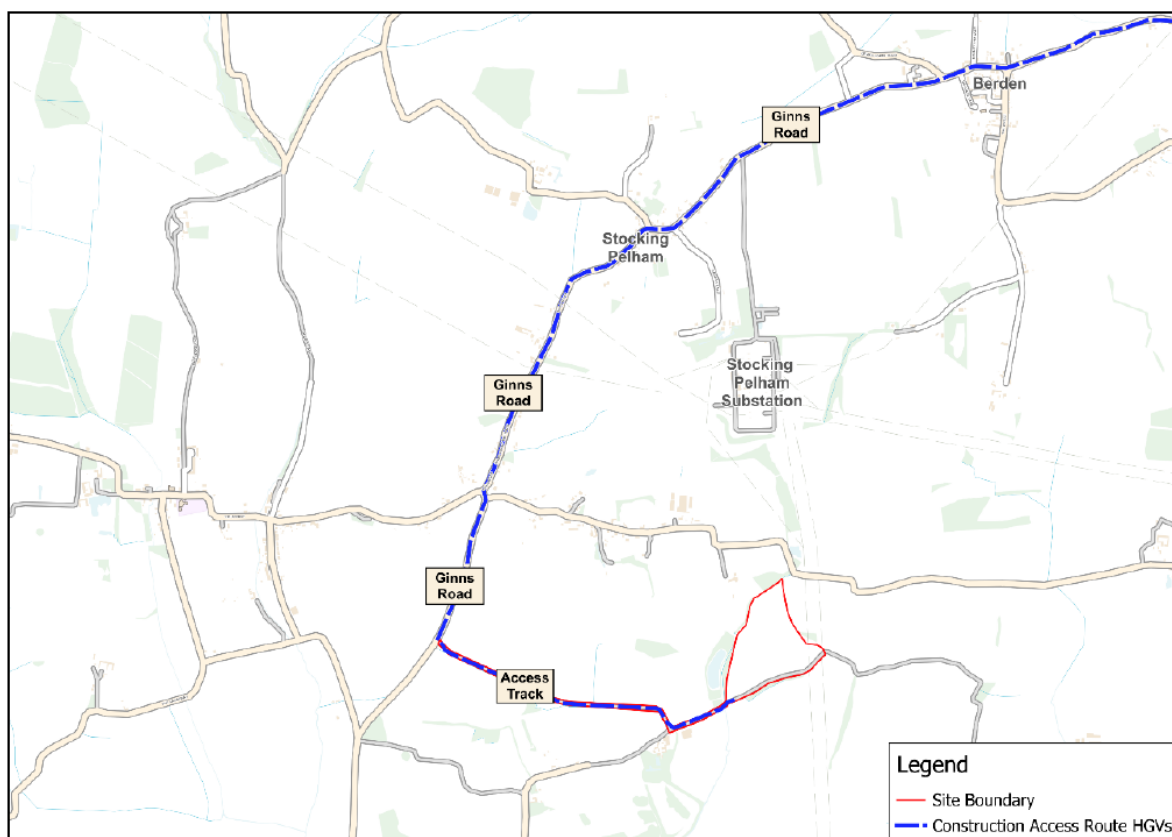 Berden
Ginns
Road
Stocking
Pelham
Stocking
Pelham
Substation
Ginns
Road
Ginns
Road
Access
Track
Legend
Site Boundary
Construction Access Route HGVs